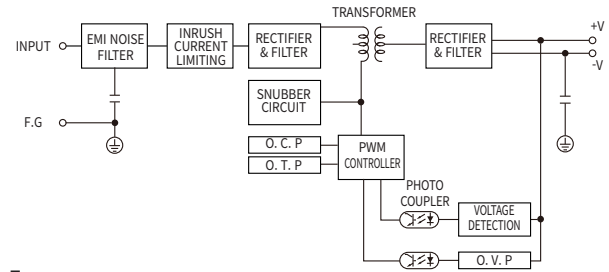 TRANSFORMER
INPUT
EMI NOISE
FILTER
INRUSH
CURRENT
LIMITING
RECTIFIER
& FILTER
RECTIFIER
& FILTER
+V
-V
SNUBBER
CIRCUIT
F.G
O. C. P
O. T. P
PWM
CONTROLLER
PHOTO
COUPLER
VOLTAGE
DETECTION
O. V. P